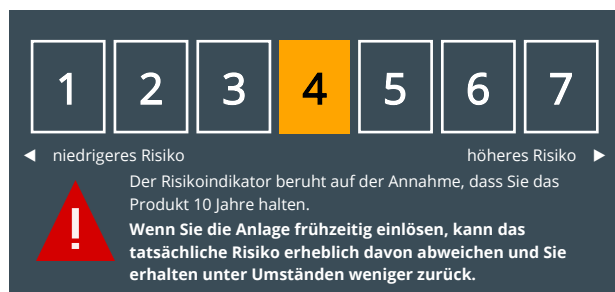 1 2 3 4 5 6 7
◄ niedrigeres Risiko höheres Risiko ►
Der Risikoindikator beruht auf der Annahme, dass Sie das
Produkt 10 Jahre halten.
Wenn Sie die Anlage frühzeitig einlösen, kann das
tatsächliche Risiko erheblich davon abweichen und Sie
erhalten unter Umständen weniger zurück.
!